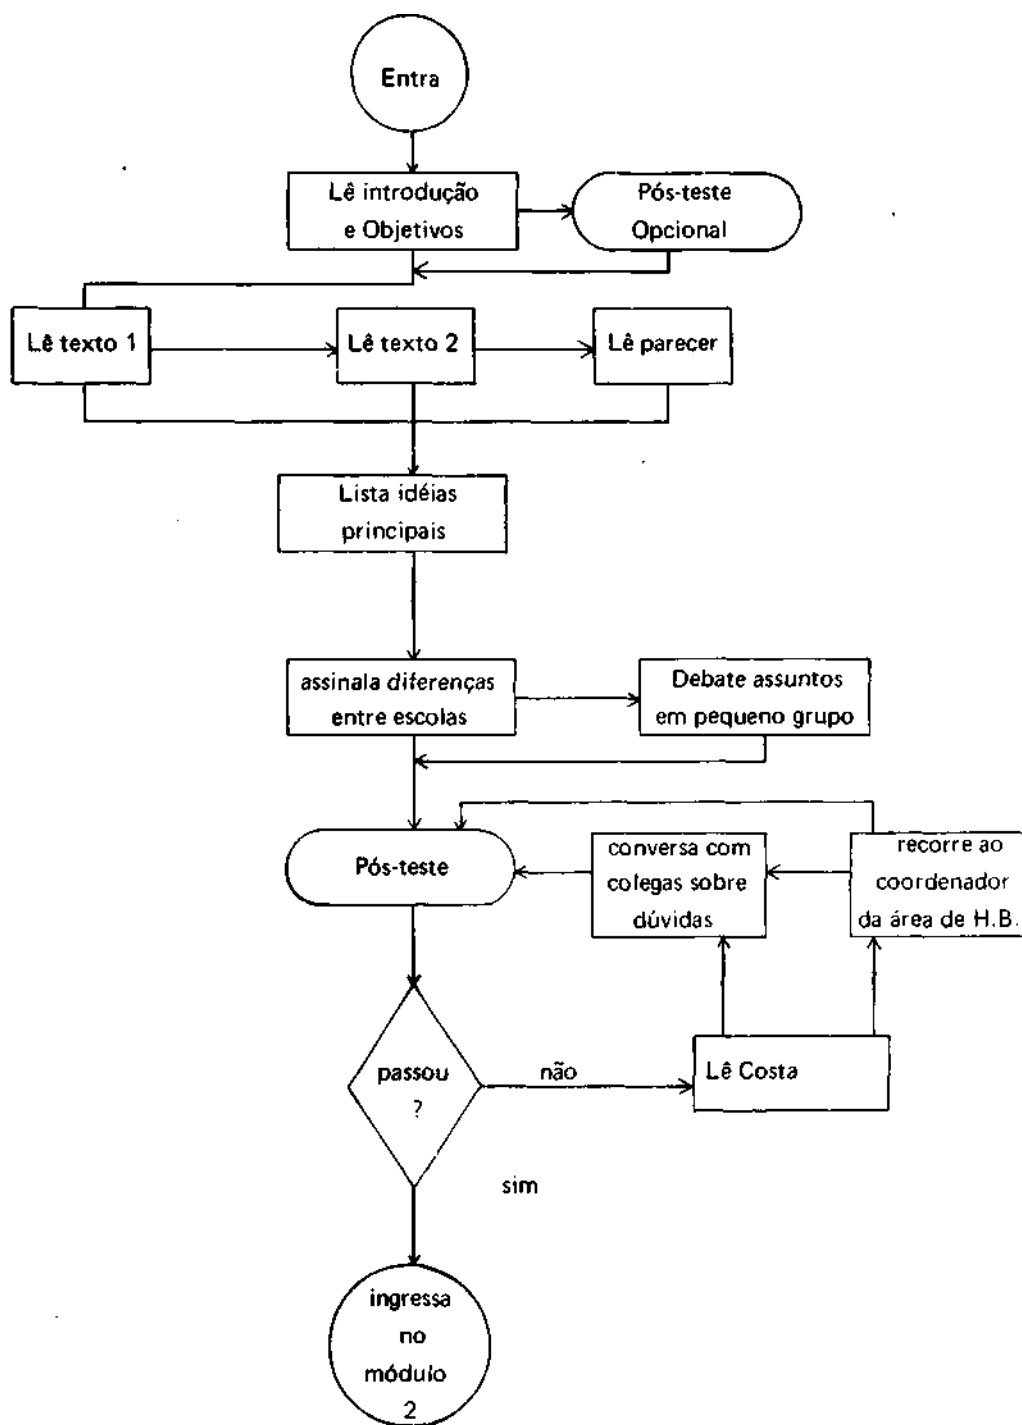 Entra
Lê introdução
e Objetivos
Pós-teste
Opcional
Lê texto 1
Lê texto 2
Lê parecer
Lista idéias
principais
assinala diferenças
entre escolas
Debate assuntos
em pequeno grupo
Pós-teste
conversa com
colegas sobre
dúvidas
recorre ao
coordenador
da área de H.B.
passou
?
não
Lê Costa
sim
ingressa
no
módulo
2